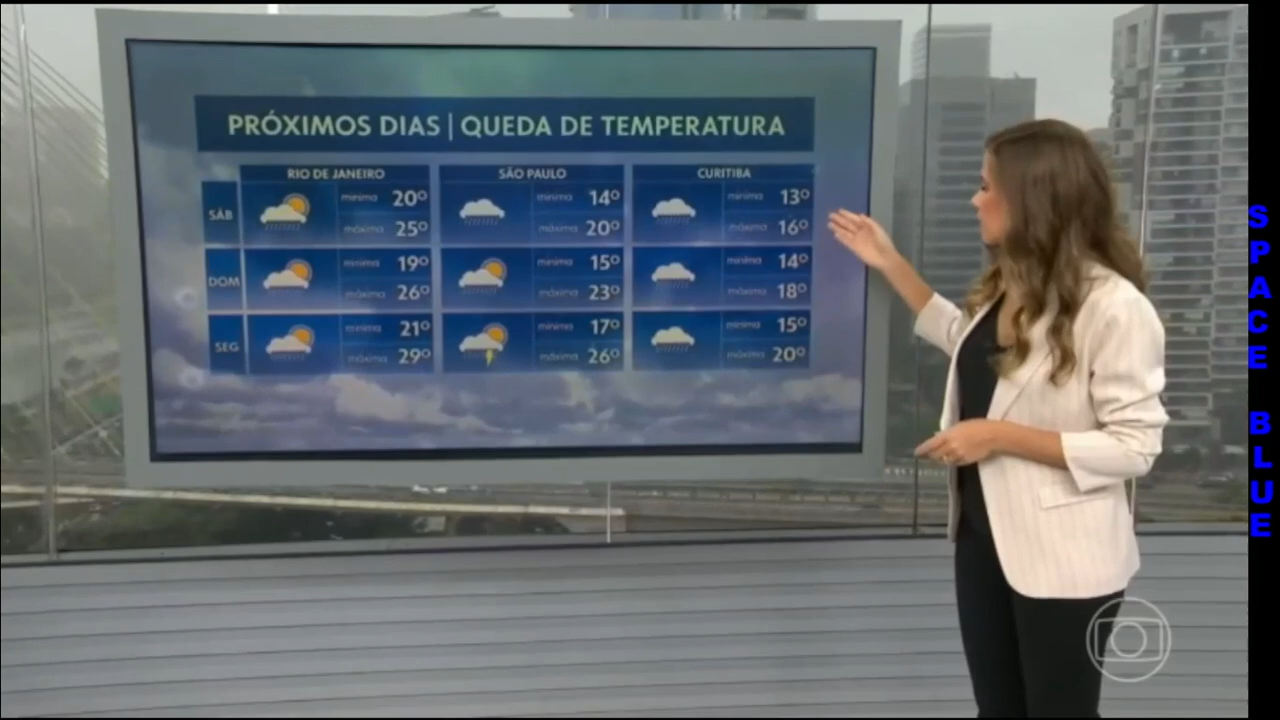 PRÓXIMOS DIAS | QUEDA DE TEMPERATURA
RIO DE JANEIRO SÃO PAULO CURITIBA
SÁB
mínima 20º mínima 14º mínima 13º
máxima 25º máxima 20º máxima 16º
DOM
mínima 19º mínima 15º mínima 14º
máxima 26º máxima 23º máxima 18º
SEG
mínima 21º mínima 17º mínima 15º
máxima 29º máxima 26º máxima 20º
SPACE BLUE